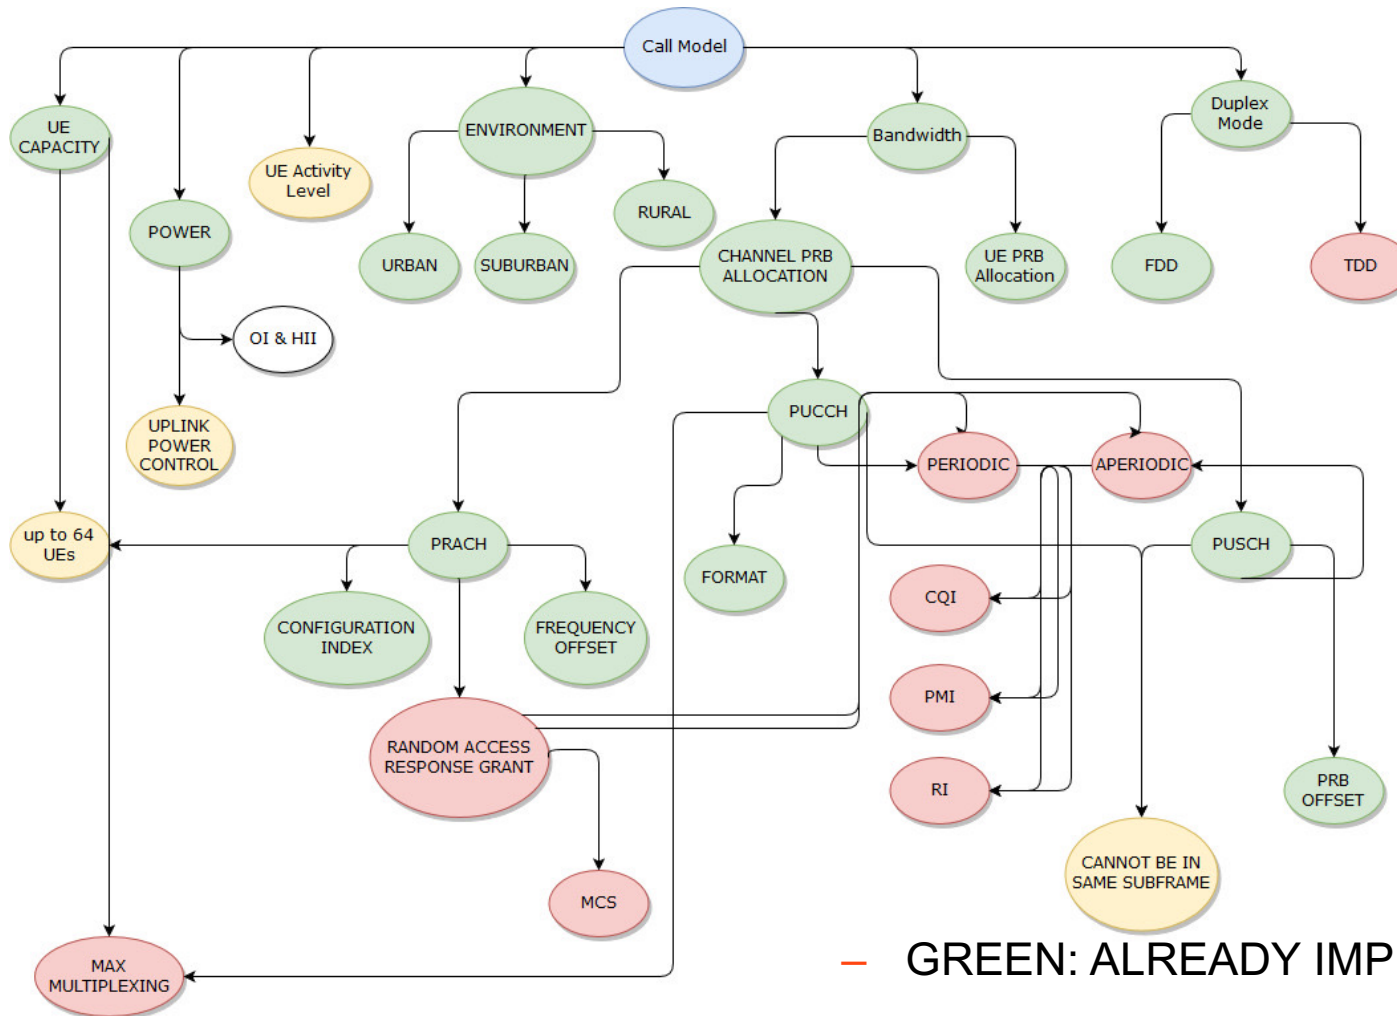 Call Model
UE
CAPACITY
ENVIRONMENT
Bandwidth
Duplex
Mode
UE Activity
Level
POWER
RURAL
URBAN
SUBURBAN
CHANNEL PRB
ALLOCATION
UE PRB
Allocation
FDD
TDD
OI & HII
UPLINK
POWER
CONTROL
PUCCH
PERIODIC
APERIODIC
up to 64
UEs
PRACH
PUSCH
FORMAT
CONFIGURATION
INDEX
FREQUENCY
OFFSET
CQI
PMI
RANDOM ACCESS
RESPONSE GRANT
RI
PRB
OFFSET
CANNOT BE IN
SAME SUBFRAME
MCS
MAX
MULTIPLEXING
– GREEN: ALREADY IMP